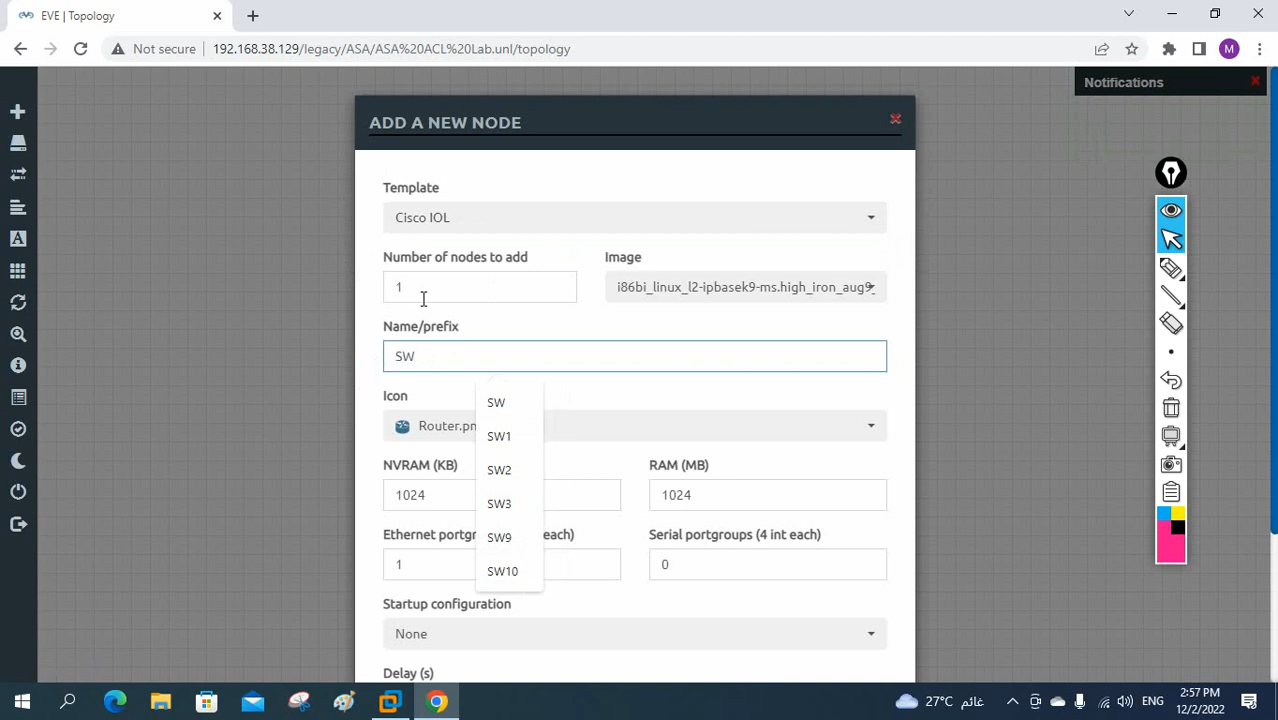 EVE | Topology
Not secure
192.168.38.129/legacy/ASA/ASA%20ACL%20Lab.unl/topology
M
Notifications
ADD A NEW NODE
Template
Cisco IOL
Number of nodes to add
Image
1
i86bi_linux_l2-ipbasek9-ms.high_iron_aug9_
Name/prefix
SW
Icon
SW
Router.pn
SW1
NVRAM (KB)
RAM (MB)
SW2
1024
1024
SW3
Ethernet portg
each)
Serial portgroups (4 int each)
SW9
1
0
SW10
Startup configuration
None
Delay (s)
27°C غائم
ENG
2:57 PM
12/2/2022